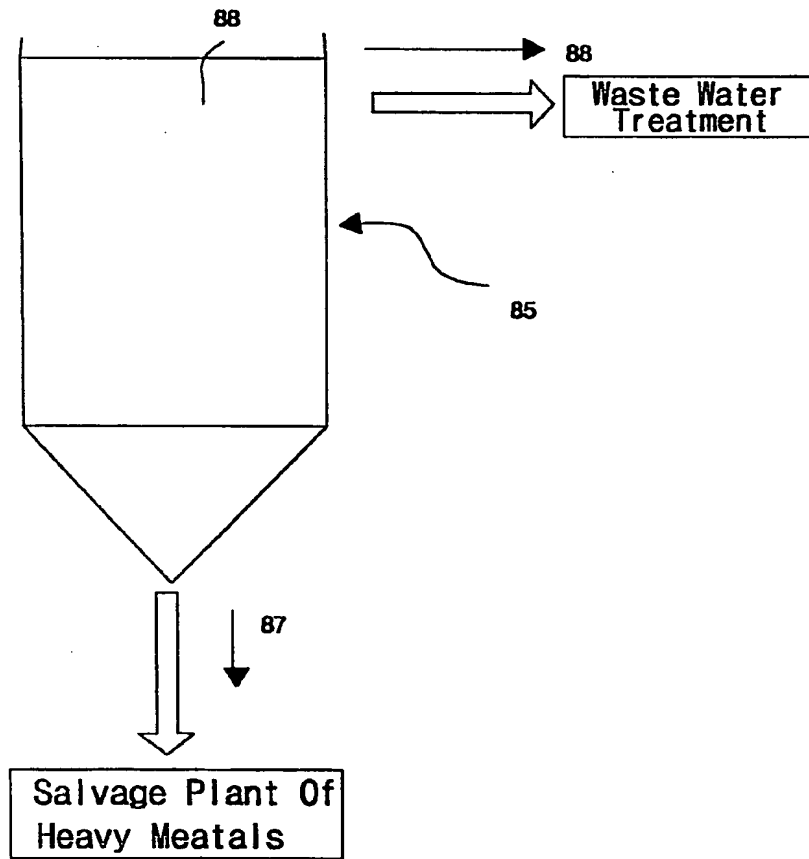 88
88
Waste Water
Treatment
85
87
Salvage Plant Of
Heavy Meatals